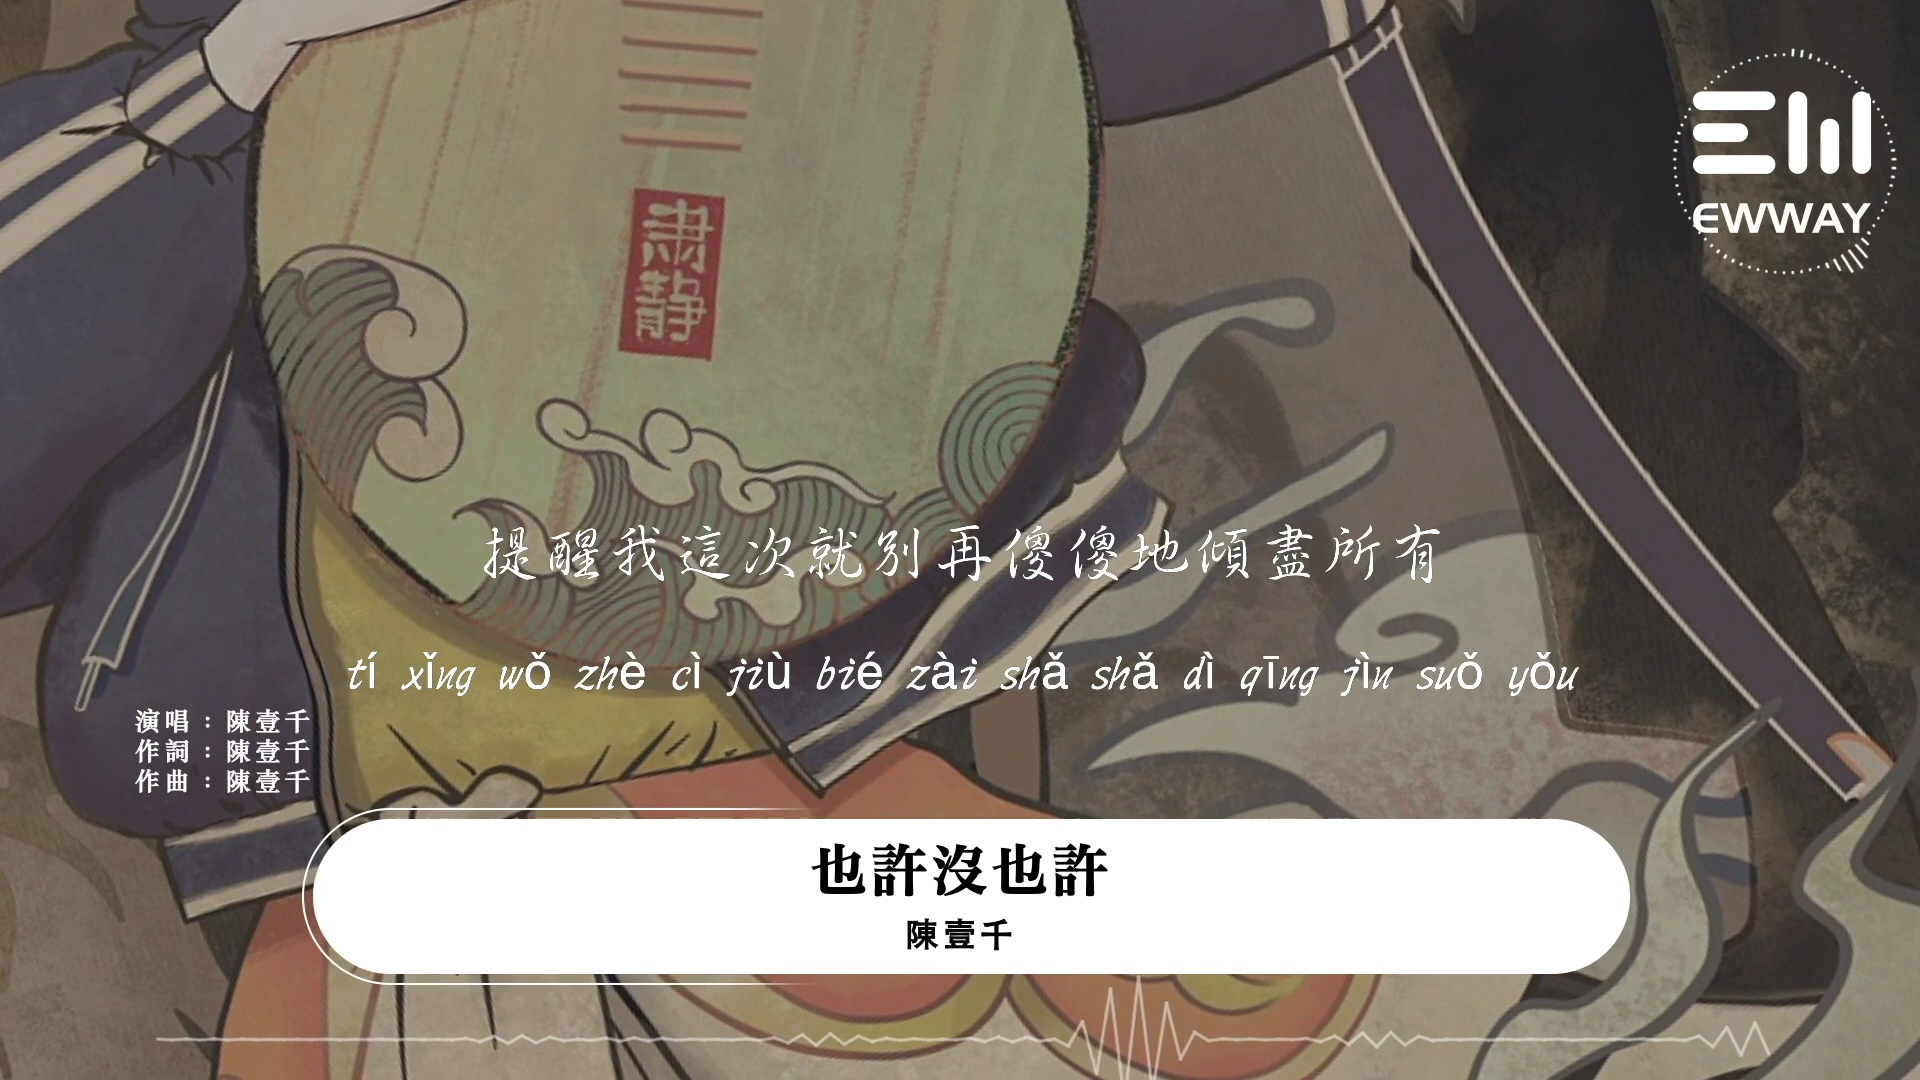 EW
EWWAY
肅靜
提醒我這次就別再傻傻地傾盡所有
tí xǐng wǒ zhè cì jiù bié zài shǎ shǎ dì qīng jìn suǒ yǒu
演唱：陳壹千
作詞：陳壹千
作曲：陳壹千
也許沒也許
陳壹千